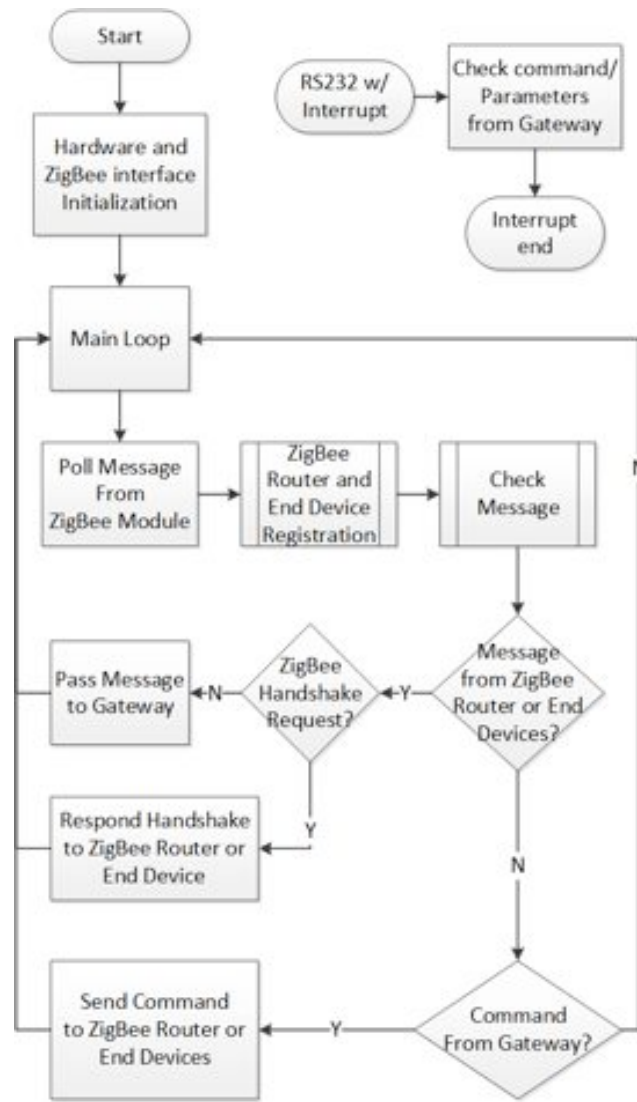 Start
RS232 w/
Interrupt
Check command/
Parameters
from Gateway
Interrupt
end
Hardware and
ZigBee interface
Initialization
Main Loop
Poll Message
From
ZigBee Module
ZigBee
Router and
End Device
Registration
Check
Message
Message
from ZigBee
Router or End
Devices?
Y
ZigBee
Handshake
Request?
N
Pass Message
to Gateway
Y
Respond Handshake
to ZigBee Router or
End Device
N
Command
From Gateway?
Y
Send Command
to ZigBee Router or
End Devices
N